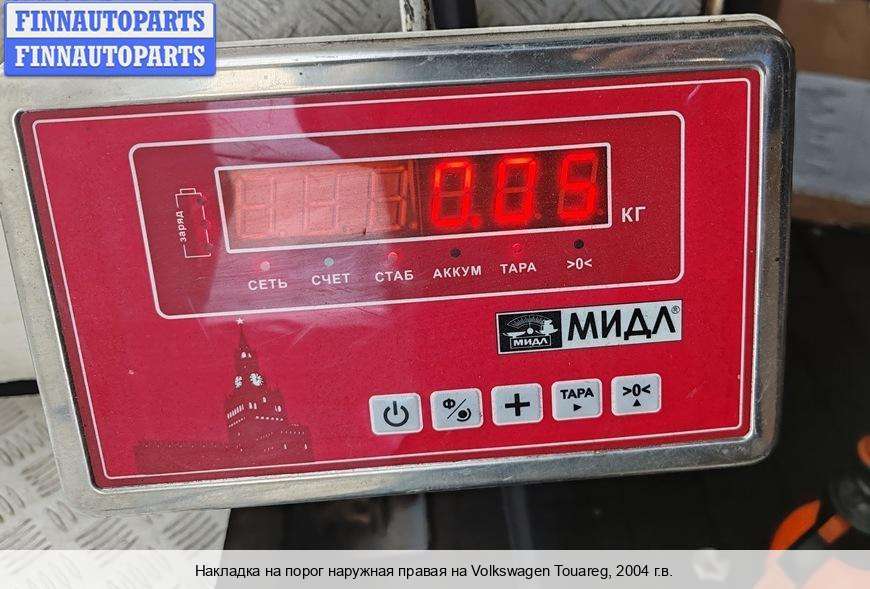 FINNAUTOPARTS
FINNAUTOPARTS
заряд
0.05
КГ
СЕТЬ СЧЕТ СТАБ АККУМ ТАРА >0<
МИДЛ МИДЛ®
Ф ТАРА >0<
Накладка на порог наружная правая на Volkswagen Touareg, 2004 г.в.